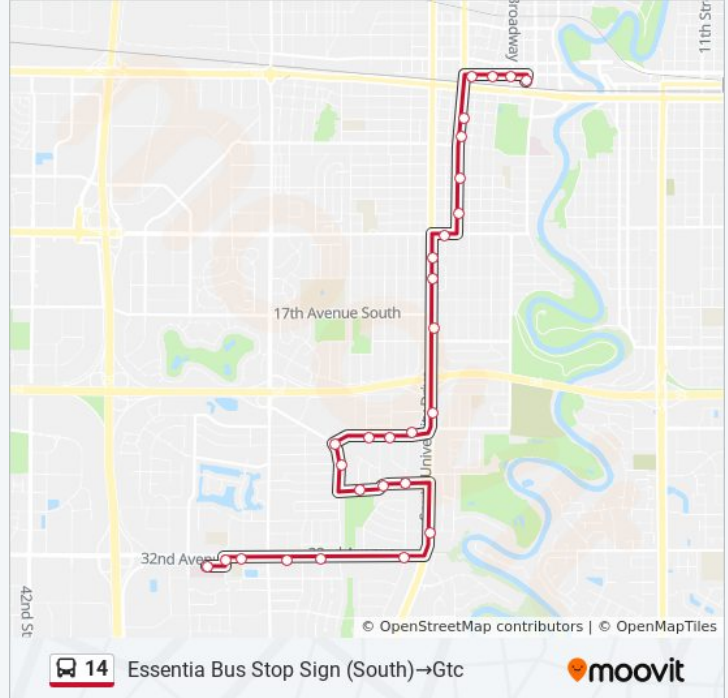 Broadway
11th Str
17th Avenue South
Unive
32nd Avenu
42nd St
© OpenStreetMap contributors | © OpenMapTiles
14 Essentia Bus Stop Sign (South)→Gtc
moovit